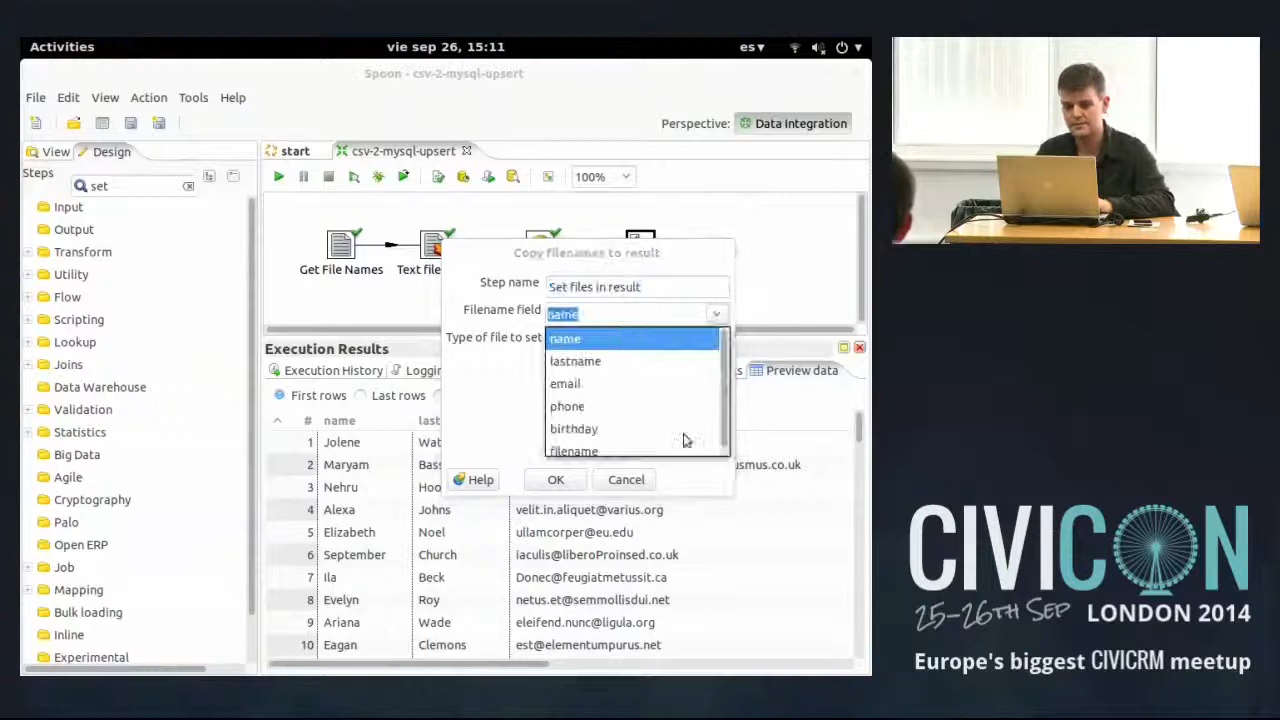 Activities
vie sep 26, 15:11
es
Spoon - csv-2-mysql-upsert
File Edit View Action Tools Help
Perspective: Data Integration
View Design
start csv-2-mysql-upsert
Steps
set
100%
Input
Output
Transform
Utility
Flow
Scripting
Lookup
Joins
Data Warehouse
Validation
Statistics
Big Data
Agile
Cryptography
Palo
Open ERP
Job
Mapping
Bulk loading
Inline
Experimental
Get File Names
Text file
Copy filenames to result
Step name Set files in result
Filename field name
Type of file to set
name
lastname
email
phone
birthday
filename
Help OK Cancel
Execution Results
Execution History Loggin
Preview data
First rows Last rows
# name last
1 Jolene Wat
2 Maryam Bass smus.co.uk
3 Nehru Hoo
4 Alexa Johns velit.in.aliquet@varius.org
5 Elizabeth Noel ullamcorper@eu.edu
6 September Church iaculis@liberoProinsed.co.uk
7 Ila Beck Donec@feugiatmetussit.ca
8 Evelyn Roy netus.et@semmollisdui.net
9 Ariana Wade eleifend.nunc@ligula.org
10 Eagan Clemons est@elementumpurus.net
CIVICON
25-26TH SEP LONDON 2014
Europe's biggest CIVICRM meetup